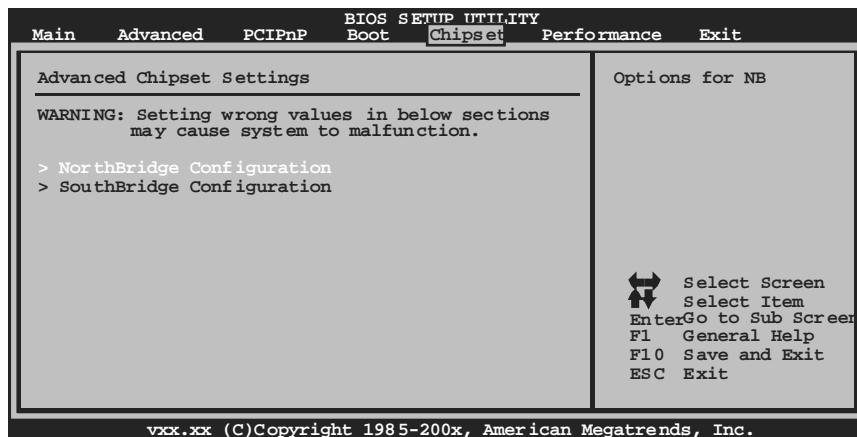 BIOS SETUP UTILITY
Main Advanced PCIPnP Boot Chipset Performance Exit
Advanced Chipset Settings
WARNING: Setting wrong values in below sections
may cause system to malfunction.
> NorthBridge Configuration
> SouthBridge Configuration
Options for NB
Select Screen
Select Item
Enter Go to Sub Screen
F1 General Help
F10 Save and Exit
ESC Exit
vxx.xx (C)Copyright 1985-200x, American Megatrends, Inc.